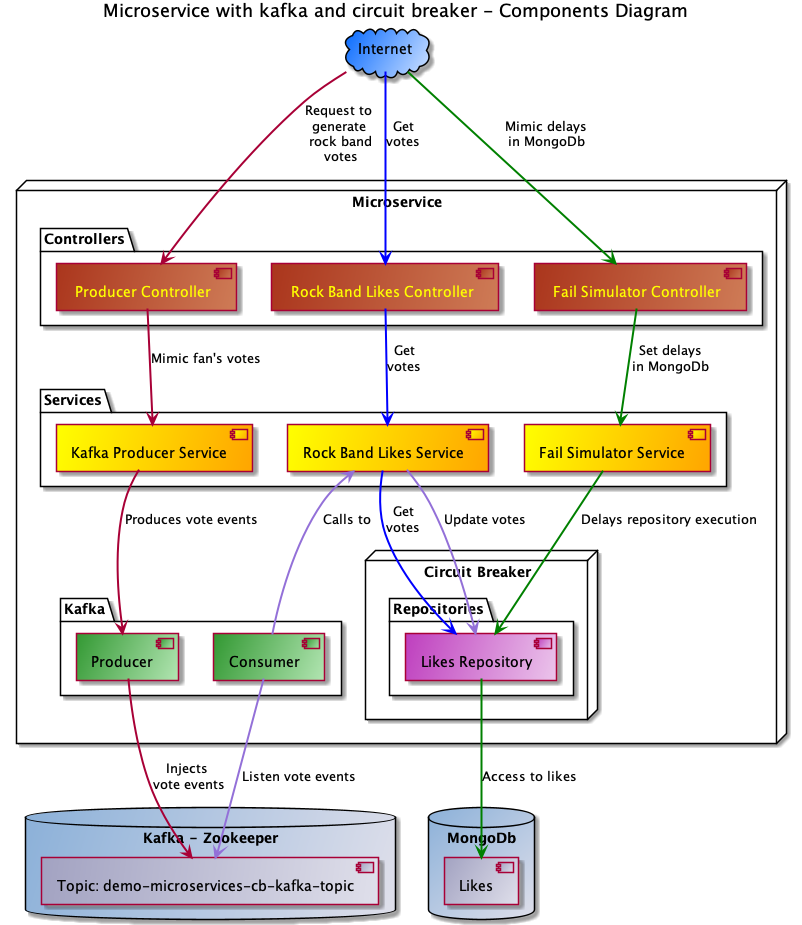 Microservice with kafka and circuit breaker – Components Diagram
Internet
Request to
generate
rock band
votes
Get
votes
Mimic delays
in MongoDb
Microservice
Controllers
Producer Controller
Rock Band Likes Controller
Fail Simulator Controller
Mimic fan's votes
Get
votes
Set delays
in MongoDb
Services
Kafka Producer Service
Rock Band Likes Service
Fail Simulator Service
Produces vote events
Calls to
Get
votes
Update votes
Delays repository execution
Circuit Breaker
Kafka
Repositories
Producer
Consumer
Likes Repository
Injects
vote events
Listen vote events
Access to likes
Kafka – Zookeeper
MongoDb
Topic: demo-microservices-cb-kafka-topic
Likes